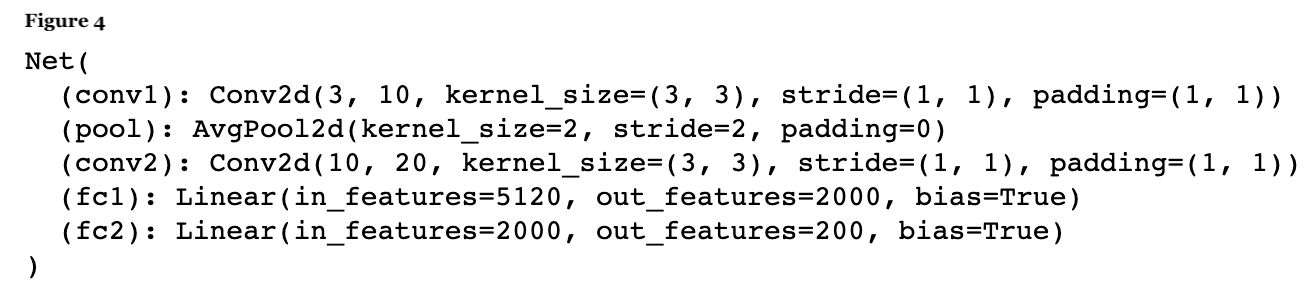 Figure 4
Net(
  (conv1): Conv2d(3, 10, kernel_size=(3, 3), stride=(1, 1), padding=(1, 1))
  (pool): AvgPool2d(kernel_size=2, stride=2, padding=0)
  (conv2): Conv2d(10, 20, kernel_size=(3, 3), stride=(1, 1), padding=(1, 1))
  (fc1): Linear(in_features=5120, out_features=2000, bias=True)
  (fc2): Linear(in_features=2000, out_features=200, bias=True)
)